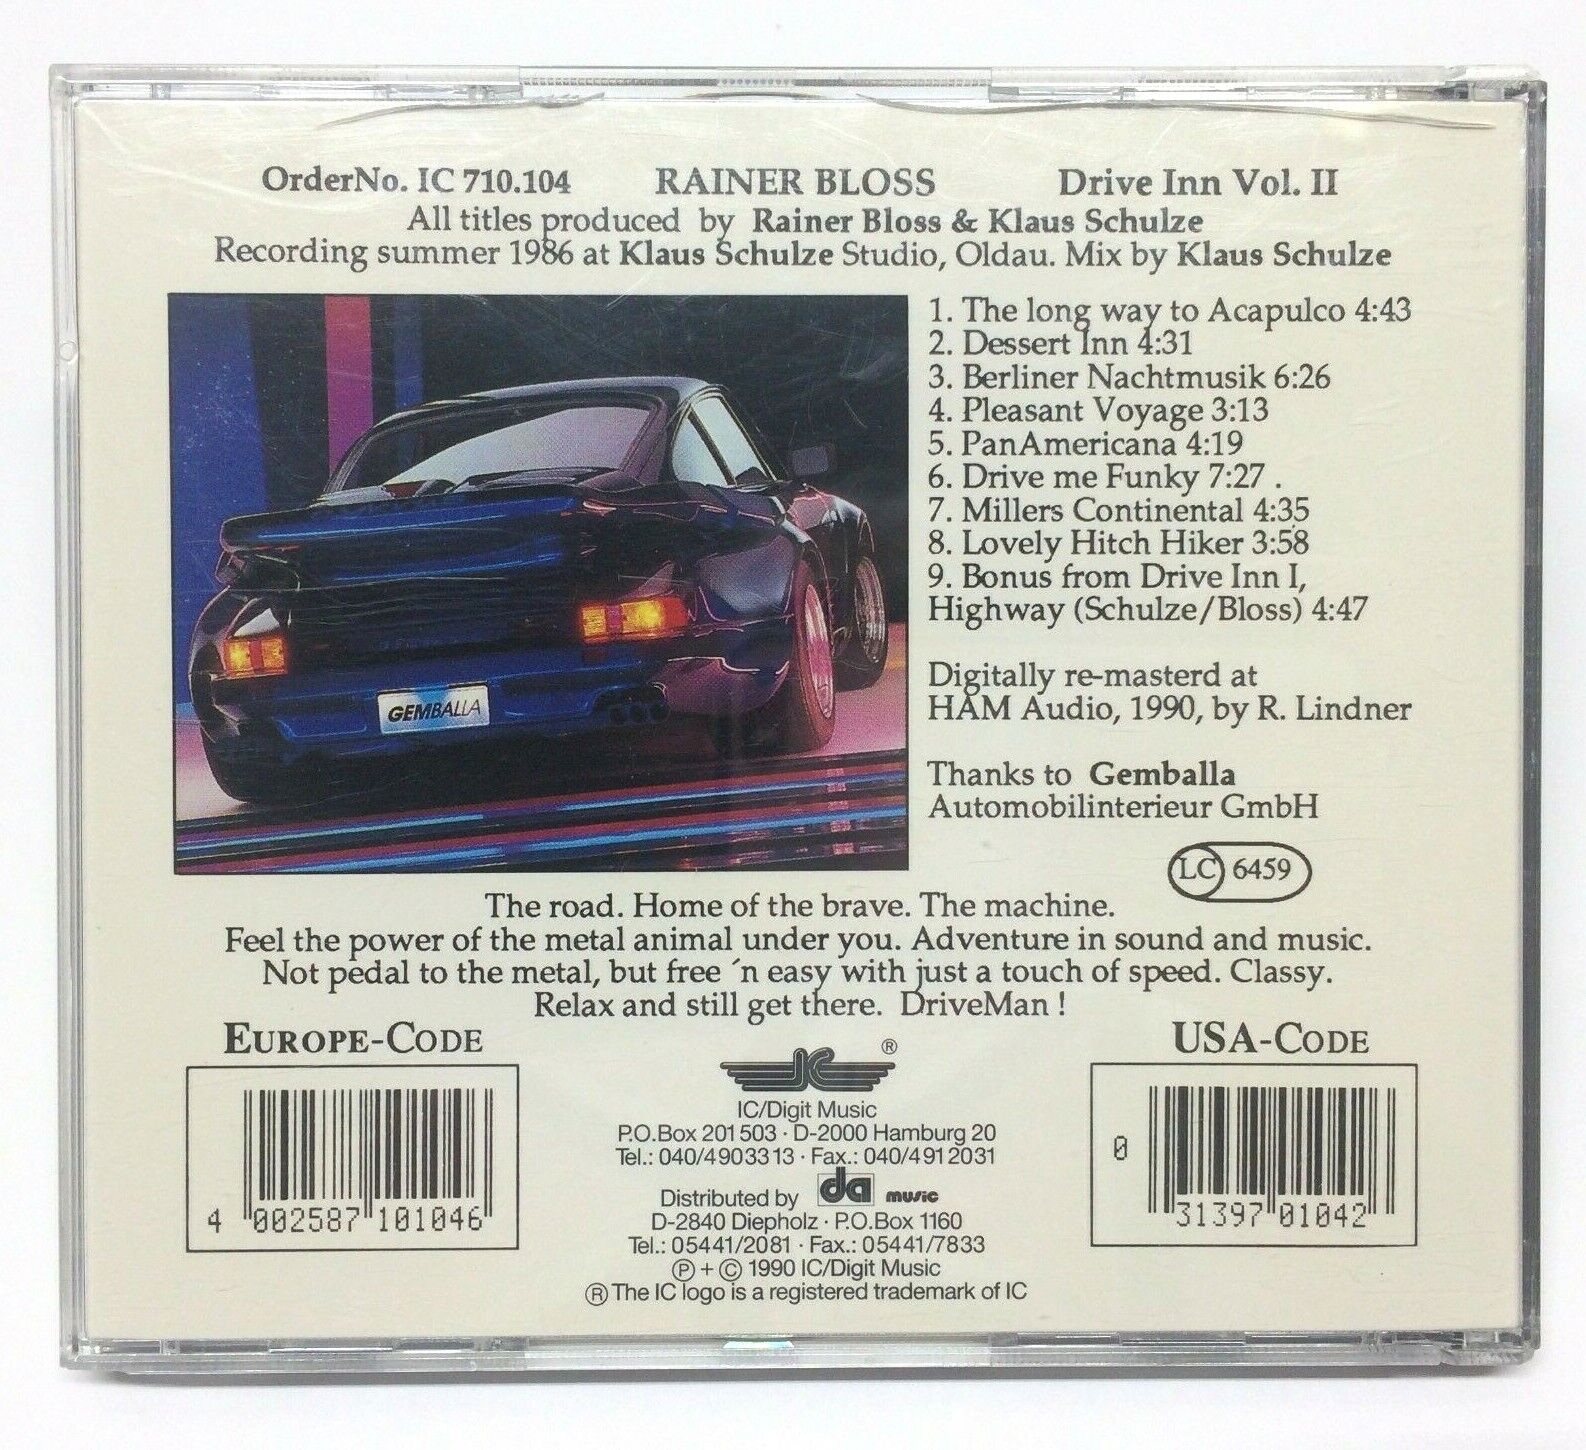 OrderNo. IC 710.104 RAINER BLOSS Drive Inn Vol. II
All titles produced by Rainer Bloss & Klaus Schulze
Recording summer 1986 at Klaus Schulze Studio, Oldau. Mix by Klaus Schulze
1. The long way to Acapulco 4:43
2. Dessert Inn 4:31
3. Berliner Nachtmusik 6:26
4. Pleasant Voyage 3:13
5. PanAmericana 4:19
6. Drive me Funky 7:27 .
7. Millers Continental 4:35
8. Lovely Hitch Hiker 3:58
9. Bonus from Drive Inn I,
Highway (Schulze/Bloss) 4:47
GEMBALLA
Digitally re-masterd at
HAM Audio, 1990, by R. Lindner
Thanks to Gemballa
Automobilinterieur GmbH
LC 6459
The road. Home of the brave. The machine.
Feel the power of the metal animal under you. Adventure in sound and music.
Not pedal to the metal, but free ´n easy with just a touch of speed. Classy.
Relax and still get there. DriveMan !
EUROPE-CODE
4 002587 101046
USA-CODE
0 31397 01042
IC ®
IC/Digit Music
P.O.Box 201 503 · D-2000 Hamburg 20
Tel.: 040/490 33 13 · Fax.: 040/491 20 31
Distributed by da music
D-2840 Diepholz · P.O.Box 1160
Tel.: 05441/2081 · Fax.: 05441/7833
Ⓟ + © 1990 IC/Digit Music
® The IC logo is a registered trademark of IC